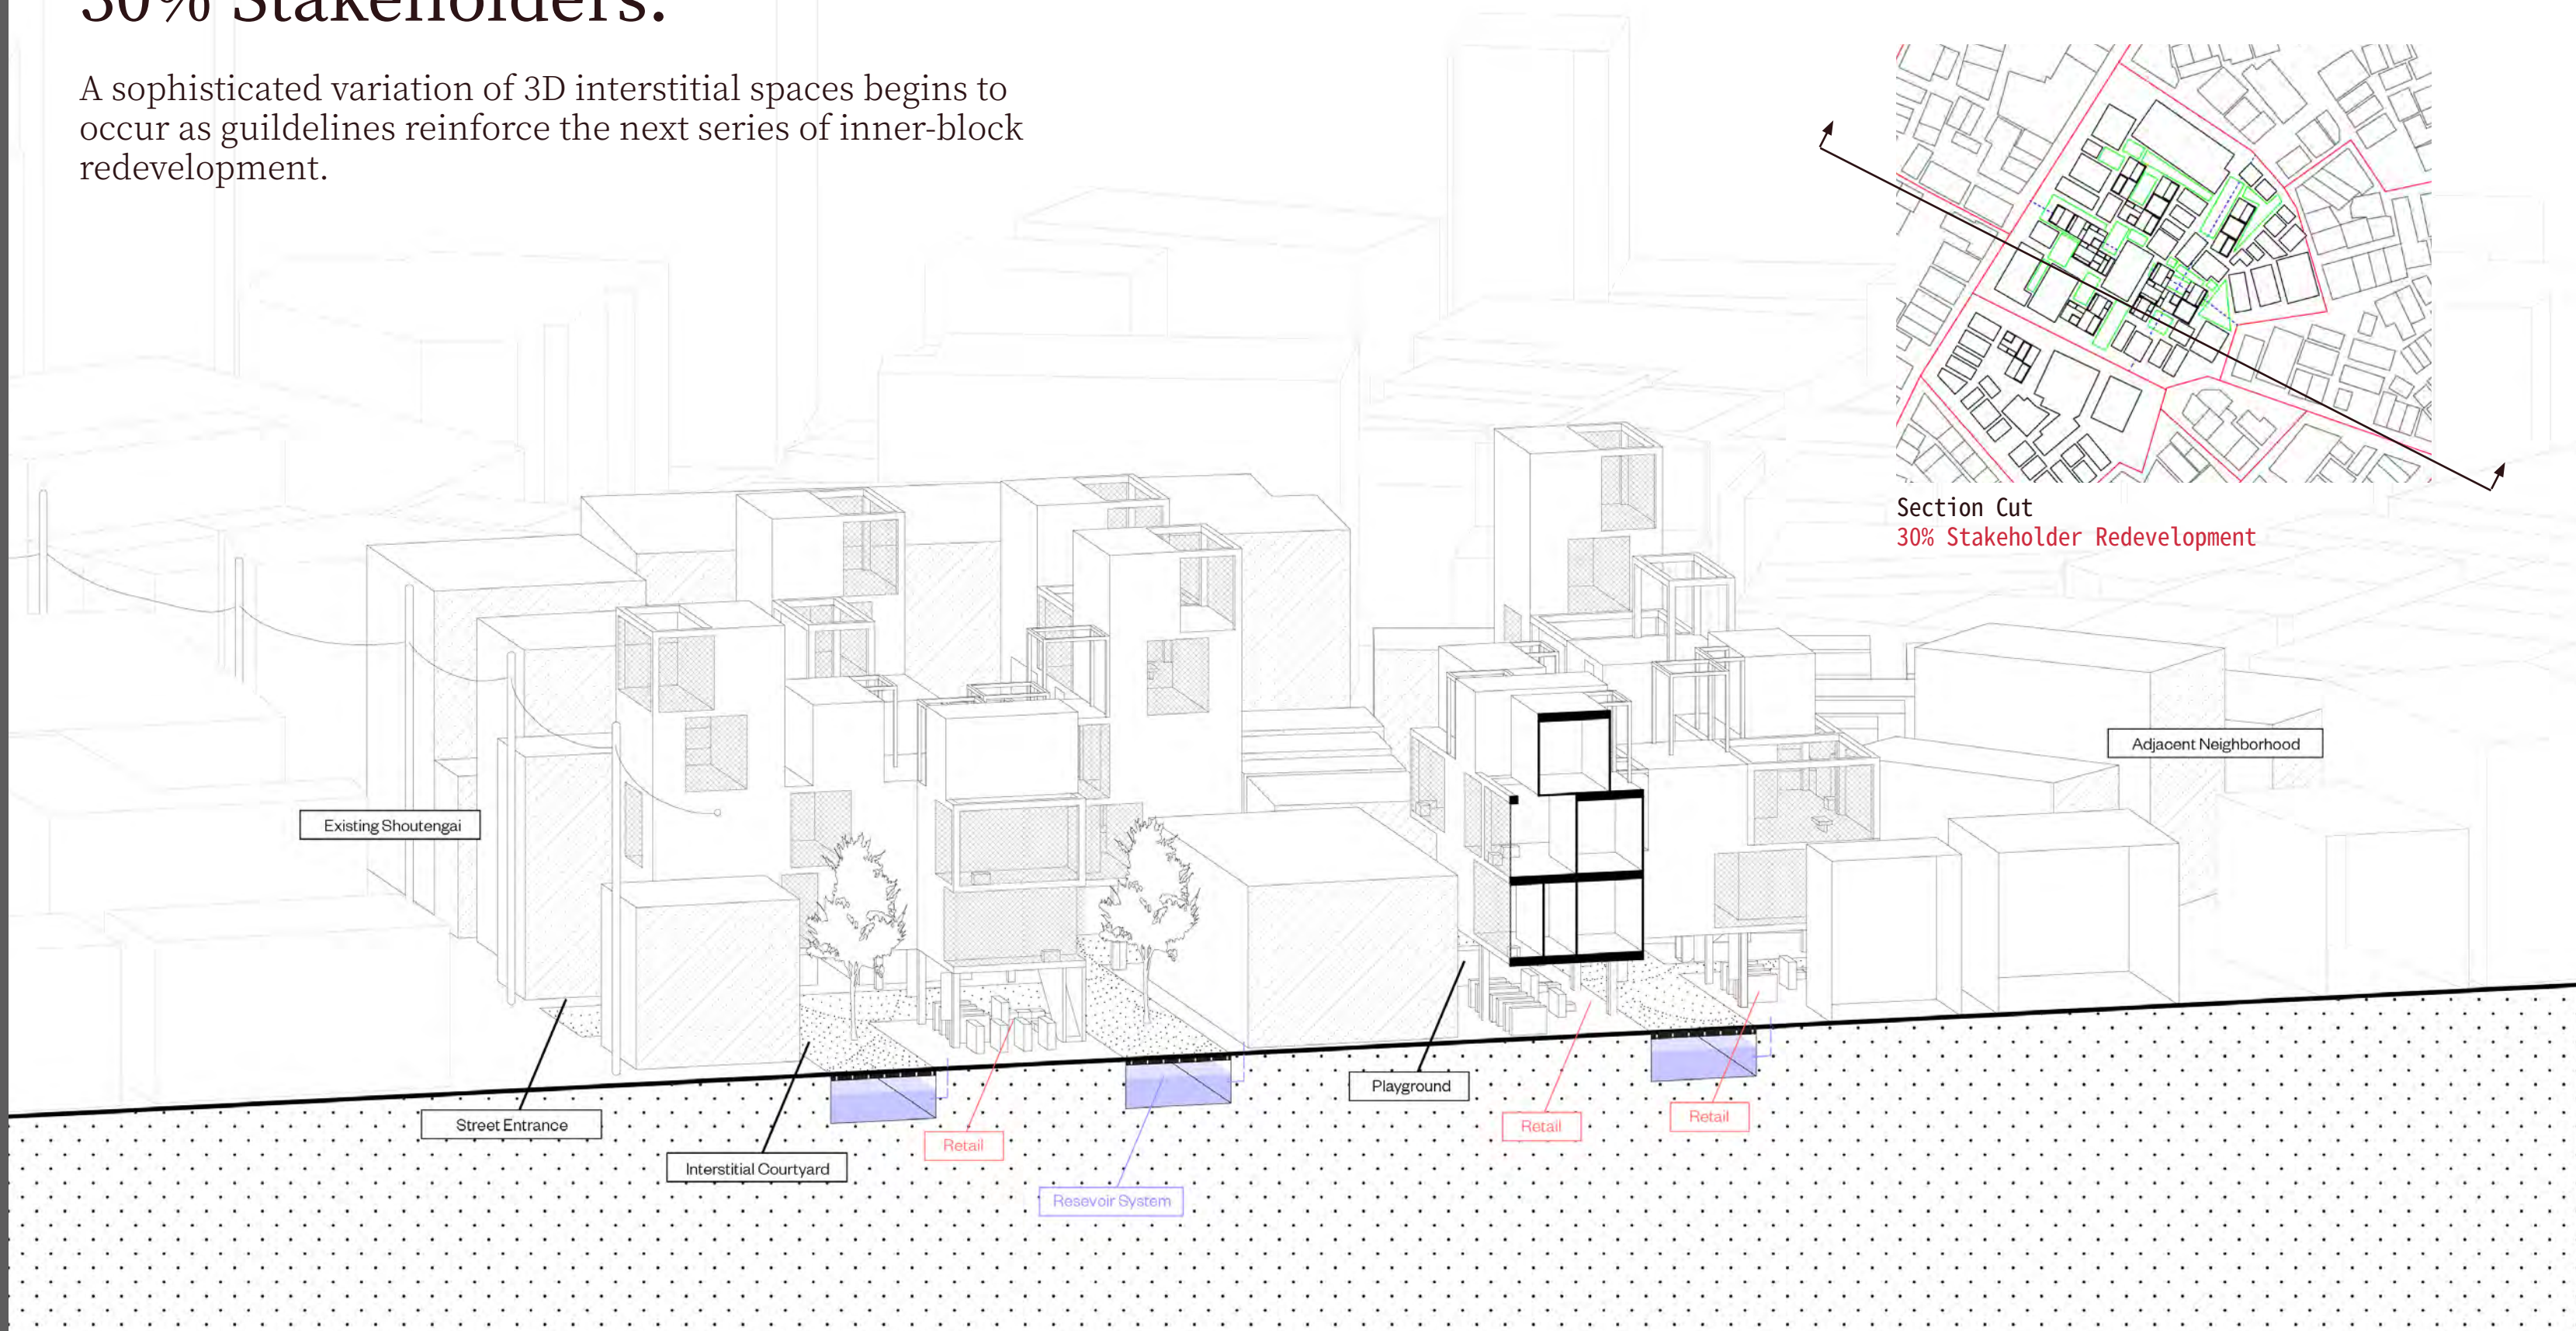 30% Stakeholders.
A sophisticated variation of 3D interstitial spaces begins to
occur as guildelines reinforce the next series of inner-block
redevelopment.
Section Cut
30% Stakeholder Redevelopment
Adjacent Neighborhood
Existing Shoutengai
Playground
Street Entrance
Retail
Retail
Retail
Interstitial Courtyard
Resevoir System